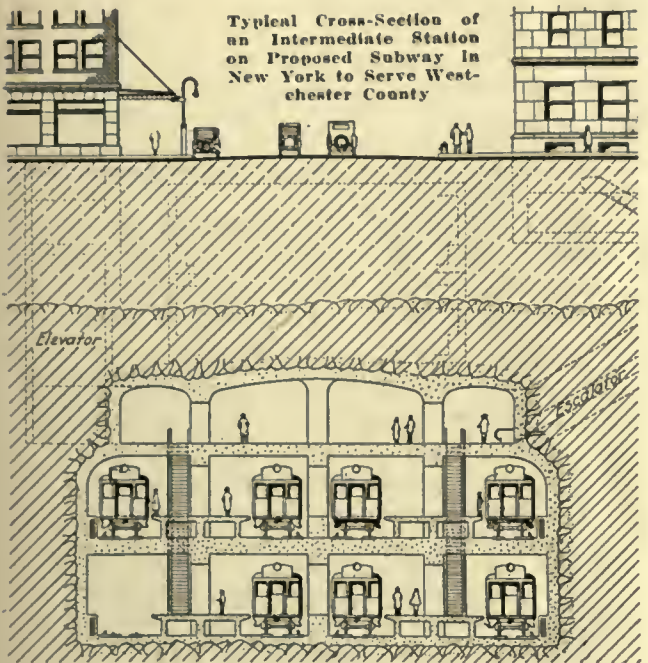 Typical Cross-Section of
an Intermediate Station
on Proposed Subway in
New York to Serve West-
chester County
Elevator
Escalator